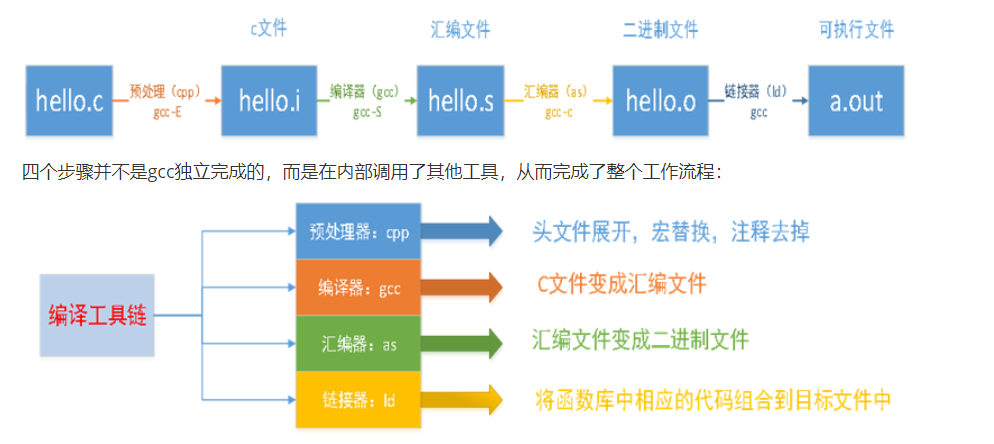 c文件 汇编文件 二进制文件 可执行文件
hello.c 预处理（cpp） hello.i 编译器（gcc） hello.s 汇编器（as） hello.o 链接器（ld） a.out
gcc-E gcc-S gcc-c gcc
四个步骤并不是gcc独立完成的，而是在内部调用了其他工具，从而完成了整个工作流程：
预处理器：cpp 头文件展开，宏替换，注释去掉
编译器：gcc C文件变成汇编文件
编译工具链
汇编器：as 汇编文件变成二进制文件
链接器：ld 将函数库中相应的代码组合到目标文件中